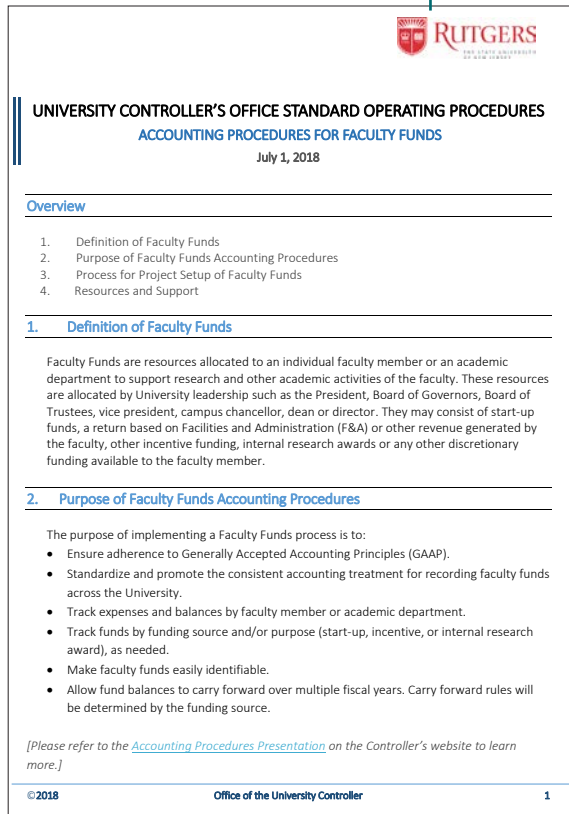 RUTGERS
THE STATE UNIVERSITY
OF NEW JERSEY
UNIVERSITY CONTROLLER'S OFFICE STANDARD OPERATING PROCEDURES
ACCOUNTING PROCEDURES FOR FACULTY FUNDS
July 1, 2018
Overview
1. Definition of Faculty Funds
2. Purpose of Faculty Funds Accounting Procedures
3. Process for Project Setup of Faculty Funds
4. Resources and Support
1. Definition of Faculty Funds
Faculty Funds are resources allocated to an individual faculty member or an academic
department to support research and other academic activities of the faculty. These resources
are allocated by University leadership such as the President, Board of Governors, Board of
Trustees, vice president, campus chancellor, dean or director. They may consist of start-up
funds, a return based on Facilities and Administration (F&A) or other revenue generated by
the faculty, other incentive funding, internal research awards or any other discretionary
funding available to the faculty member.
2. Purpose of Faculty Funds Accounting Procedures
The purpose of implementing a Faculty Funds process is to:
• Ensure adherence to Generally Accepted Accounting Principles (GAAP).
• Standardize and promote the consistent accounting treatment for recording faculty funds
across the University.
• Track expenses and balances by faculty member or academic department.
• Track funds by funding source and/or purpose (start-up, incentive, or internal research
award), as needed.
• Make faculty funds easily identifiable.
• Allow fund balances to carry forward over multiple fiscal years. Carry forward rules will
be determined by the funding source.
[Please refer to the Accounting Procedures Presentation on the Controller's website to learn
more.]
©2018 Office of the University Controller 1